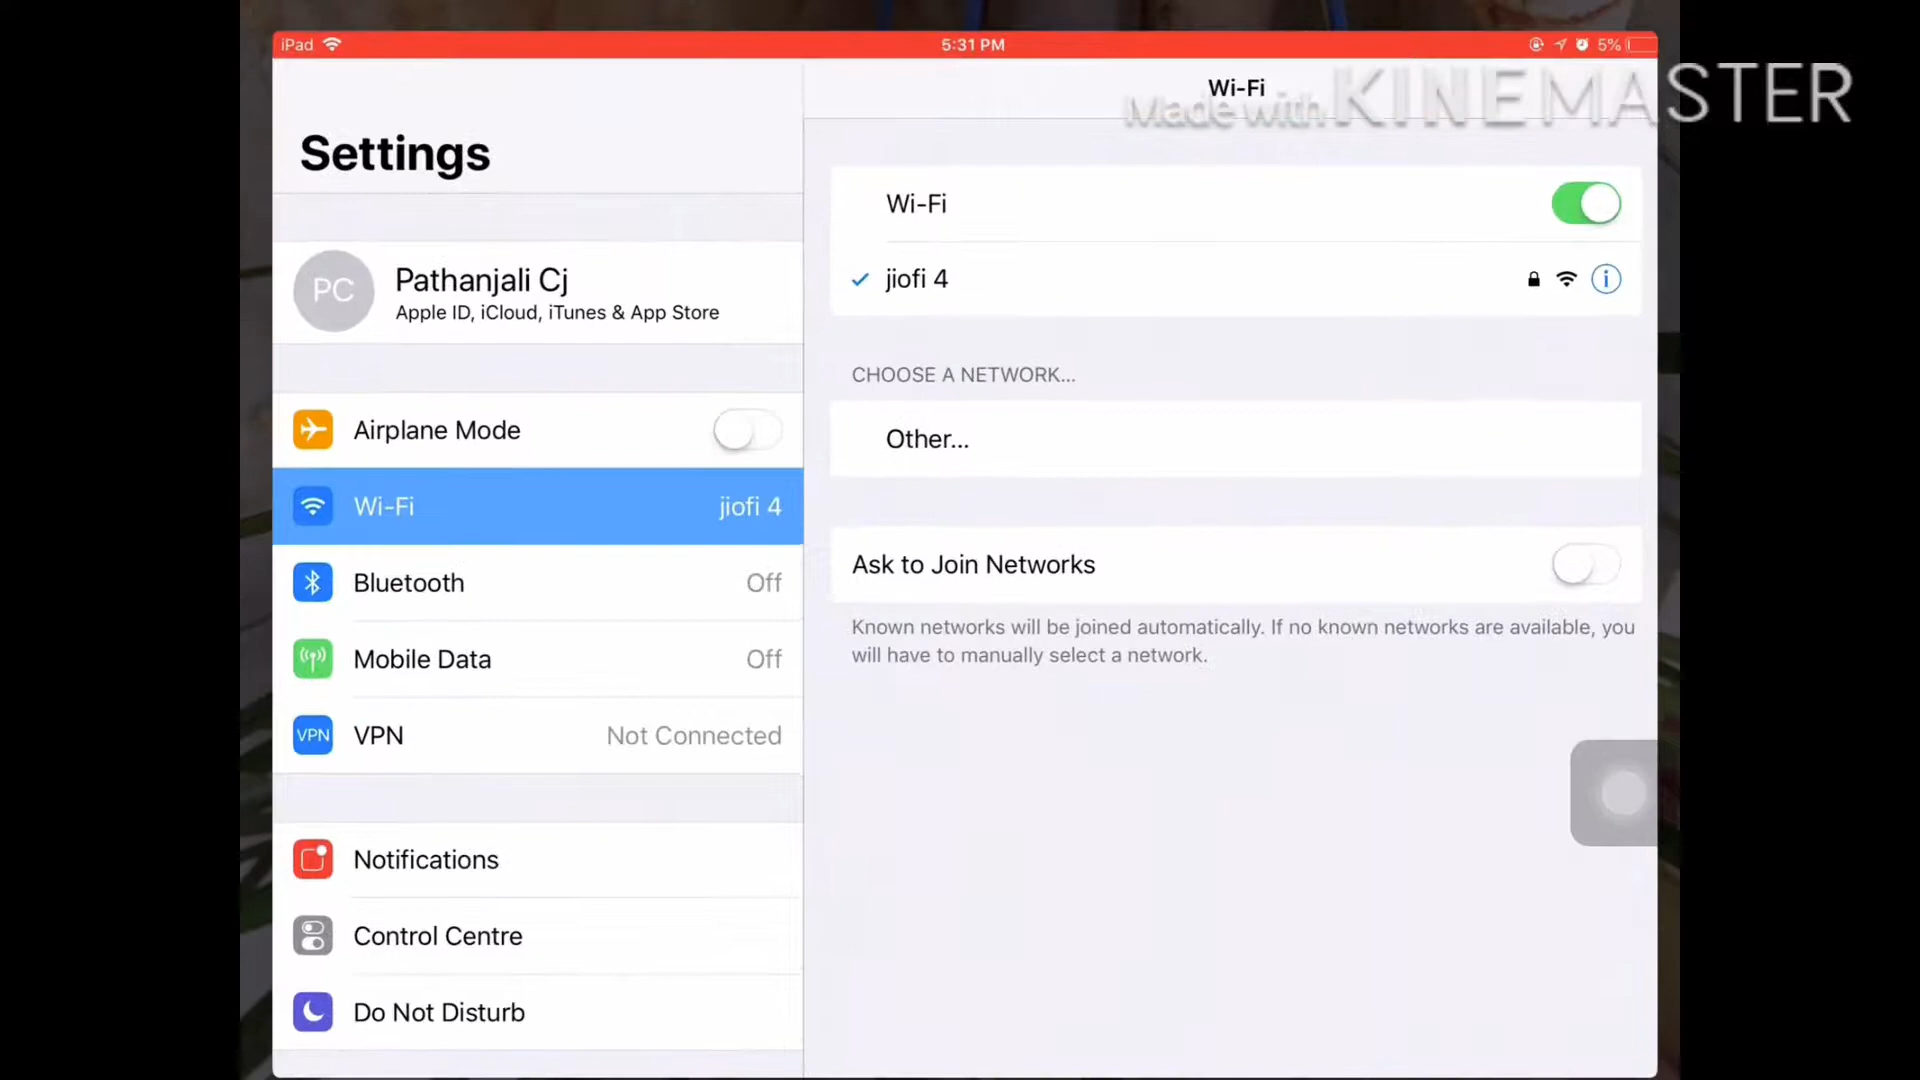 iPad
5:31 PM
5%
Made with KINEMASTER
Settings
PC
Pathanjali Cj
Apple ID, iCloud, iTunes & App Store
Airplane Mode
Wi-Fi jiofi 4
Bluetooth Off
Mobile Data Off
VPN VPN Not Connected
Notifications
Control Centre
Do Not Disturb
Wi-Fi
Wi-Fi
jiofi 4
CHOOSE A NETWORK...
Other...
Ask to Join Networks
Known networks will be joined automatically. If no known networks are available, you
will have to manually select a network.